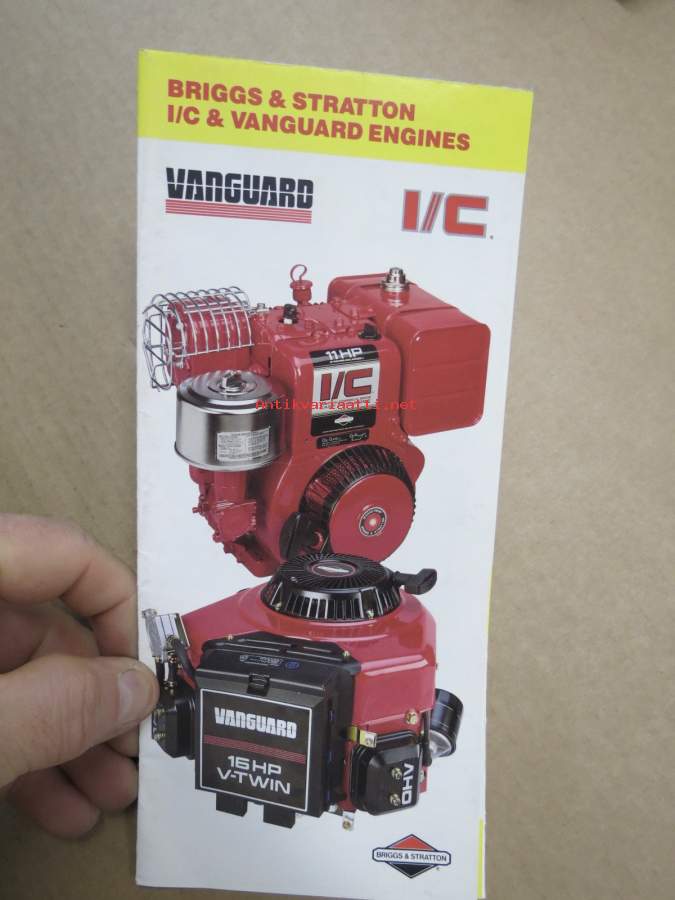 BRIGGS & STRATTON
I/C & VANGUARD ENGINES
VANGUARD
I/C
11 HP
I/C
Antikvariaatti.net
VANGUARD
16 HP
V-TWIN
OHV
BRIGGS & STRATTON